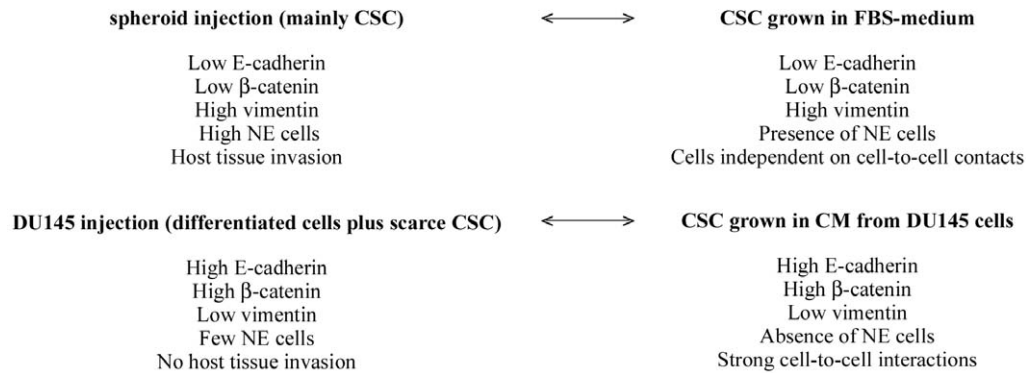 spheroid injection (mainly CSC) ↔ CSC grown in FBS-medium
Low E-cadherin Low E-cadherin
Low β-catenin Low β-catenin
High vimentin High vimentin
High NE cells Presence of NE cells
Host tissue invasion Cells independent on cell-to-cell contacts
DU145 injection (differentiated cells plus scarce CSC) ↔ CSC grown in CM from DU145 cells
High E-cadherin High E-cadherin
High β-catenin High β-catenin
Low vimentin Low vimentin
Few NE cells Absence of NE cells
No host tissue invasion Strong cell-to-cell interactions